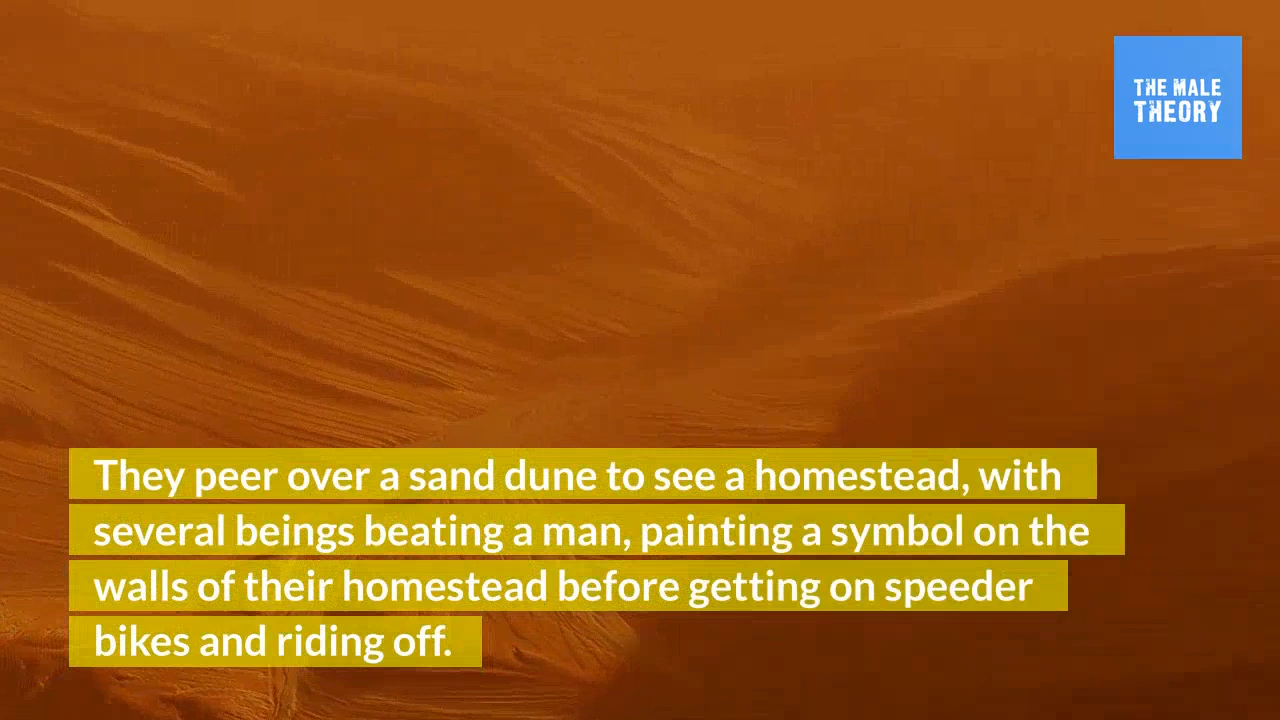 THE MALE
THEORY
They peer over a sand dune to see a homestead, with
several beings beating a man, painting a symbol on the
walls of their homestead before getting on speeder
bikes and riding off.